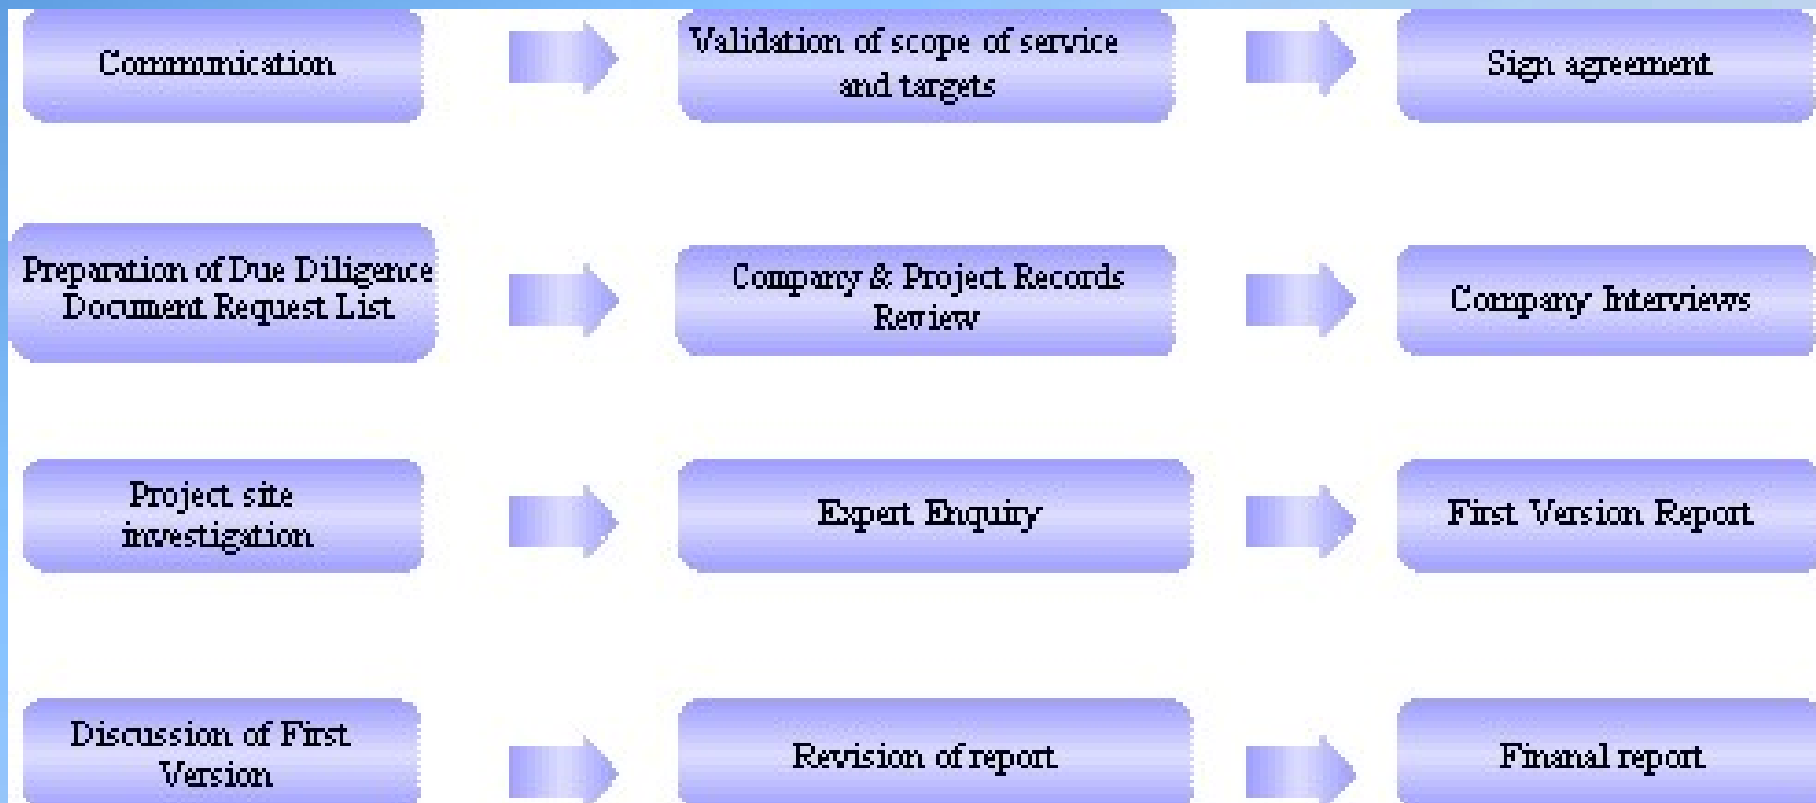 Communication
Validation of scope of service
and targets
Sign agreement
Preparation of Due Diligence
Document Request List
Company & Project Records
Review
Company Interviews
Project site
investigation
Expert Enquiry
First Version Report
Discussion of First
Version
Revision of report
Finanal report